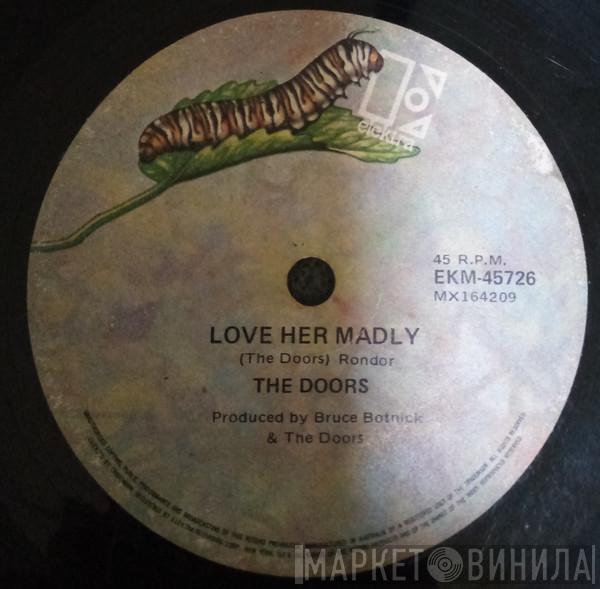 elektra
45 R.P.M.
EKM-45726
MX164209
LOVE HER MADLY
(The Doors) Rondor
THE DOORS
Produced by Bruce Botnick
& The Doors
МАРКЕТ ВИНИЛА